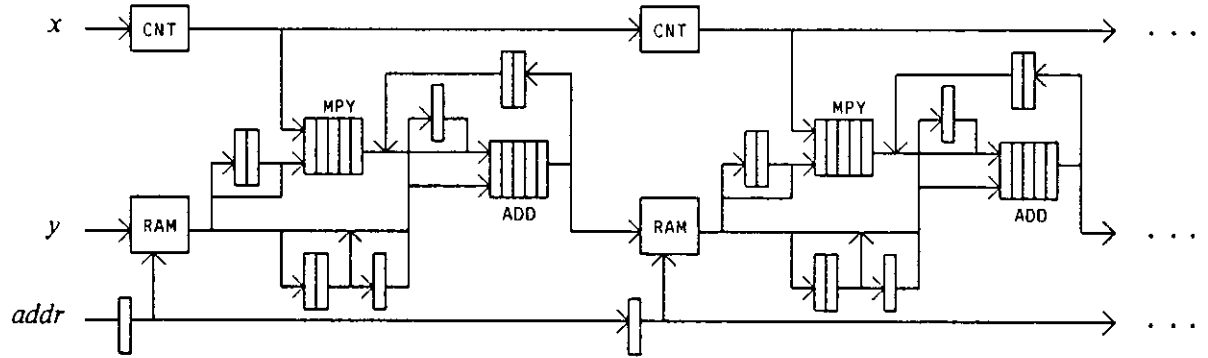 x CNT CNT . . .
MPY MPY
ADD ADD
y RAM RAM . . .
addr . . .